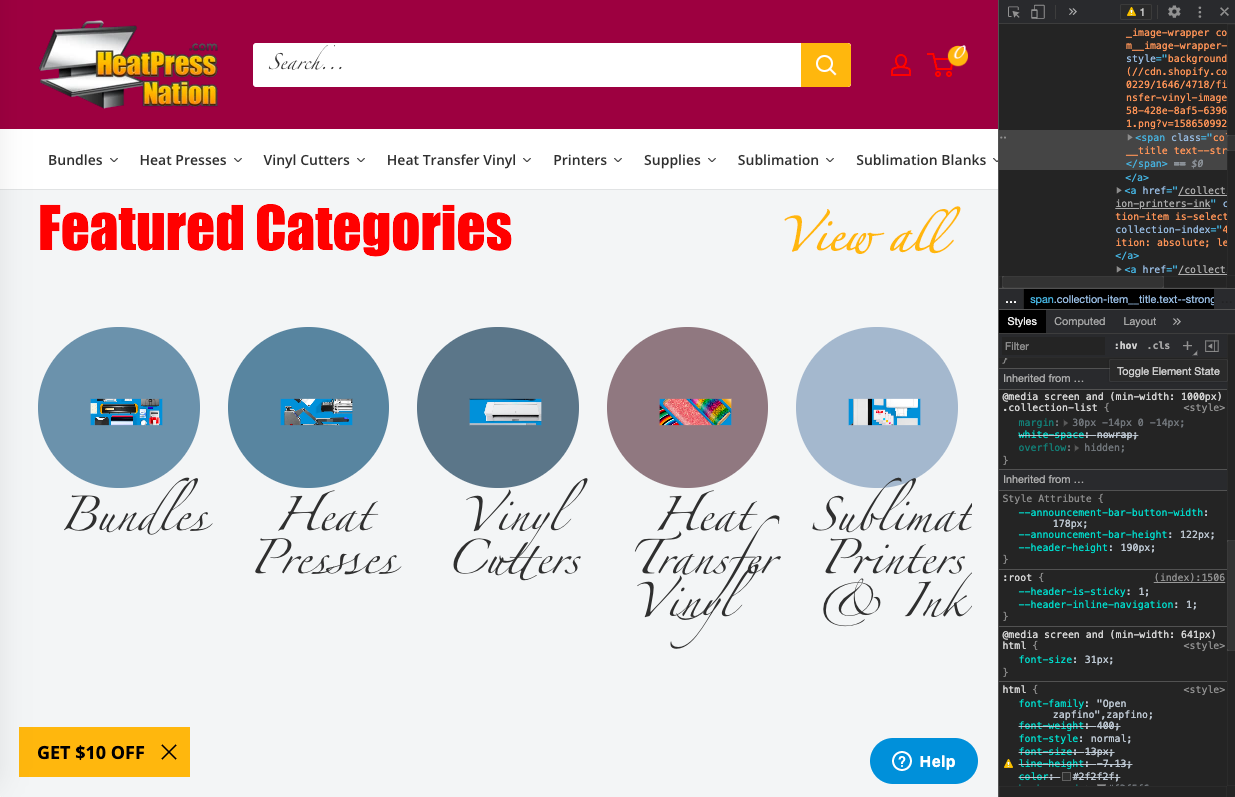 .com
HeatPress
Nation
Search...
0
Bundles
Heat Presses
Vinyl Cutters
Heat Transfer Vinyl
Printers
Supplies
Sublimation
Sublimation Blanks
Featured Categories
View all
Bundles
Heat
Pressses
Vinyl
Cutters
Heat
Transfer
Vinyl
Sublimat
Printers
& Ink
GET $10 OFF
Help
»
1
_image-wrapper co
m__image-wrapper-
style="background
(//cdn.shopify.co
0229/1646/4718/fi
nsfer-vinyl-image
58-428e-8af5-6396
1.png?v=158650992
<span class="co
__title text--str
</span> == $0
</a>
<a href="/collect
ion-printers-ink" c
tion-item is-selec
collection-index="4
ition: absolute; le
</a>
<a href="/collect
... span.collection-item__title.text--strong
Styles Computed Layout »
Filter :hov .cls +
}
Inherited from ...
Toggle Element State
@media screen and (min-width: 1000px)
.collection-list { <style>
margin: 30px -14px 0 -14px;
white-space: nowrap;
overflow: hidden;
}
Inherited from ...
Style Attribute {
--announcement-bar-button-width:
178px;
--announcement-bar-height: 122px;
--header-height: 190px;
}
:root { (index):1506
--header-is-sticky: 1;
--header-inline-navigation: 1;
}
@media screen and (min-width: 641px)
html { <style>
font-size: 31px;
}
html { <style>
font-family: "Open
zapfino",zapfino;
font-weight: 400;
font-style: normal;
font-size: 13px;
line-height: -7.13;
color: #2f2f2f;